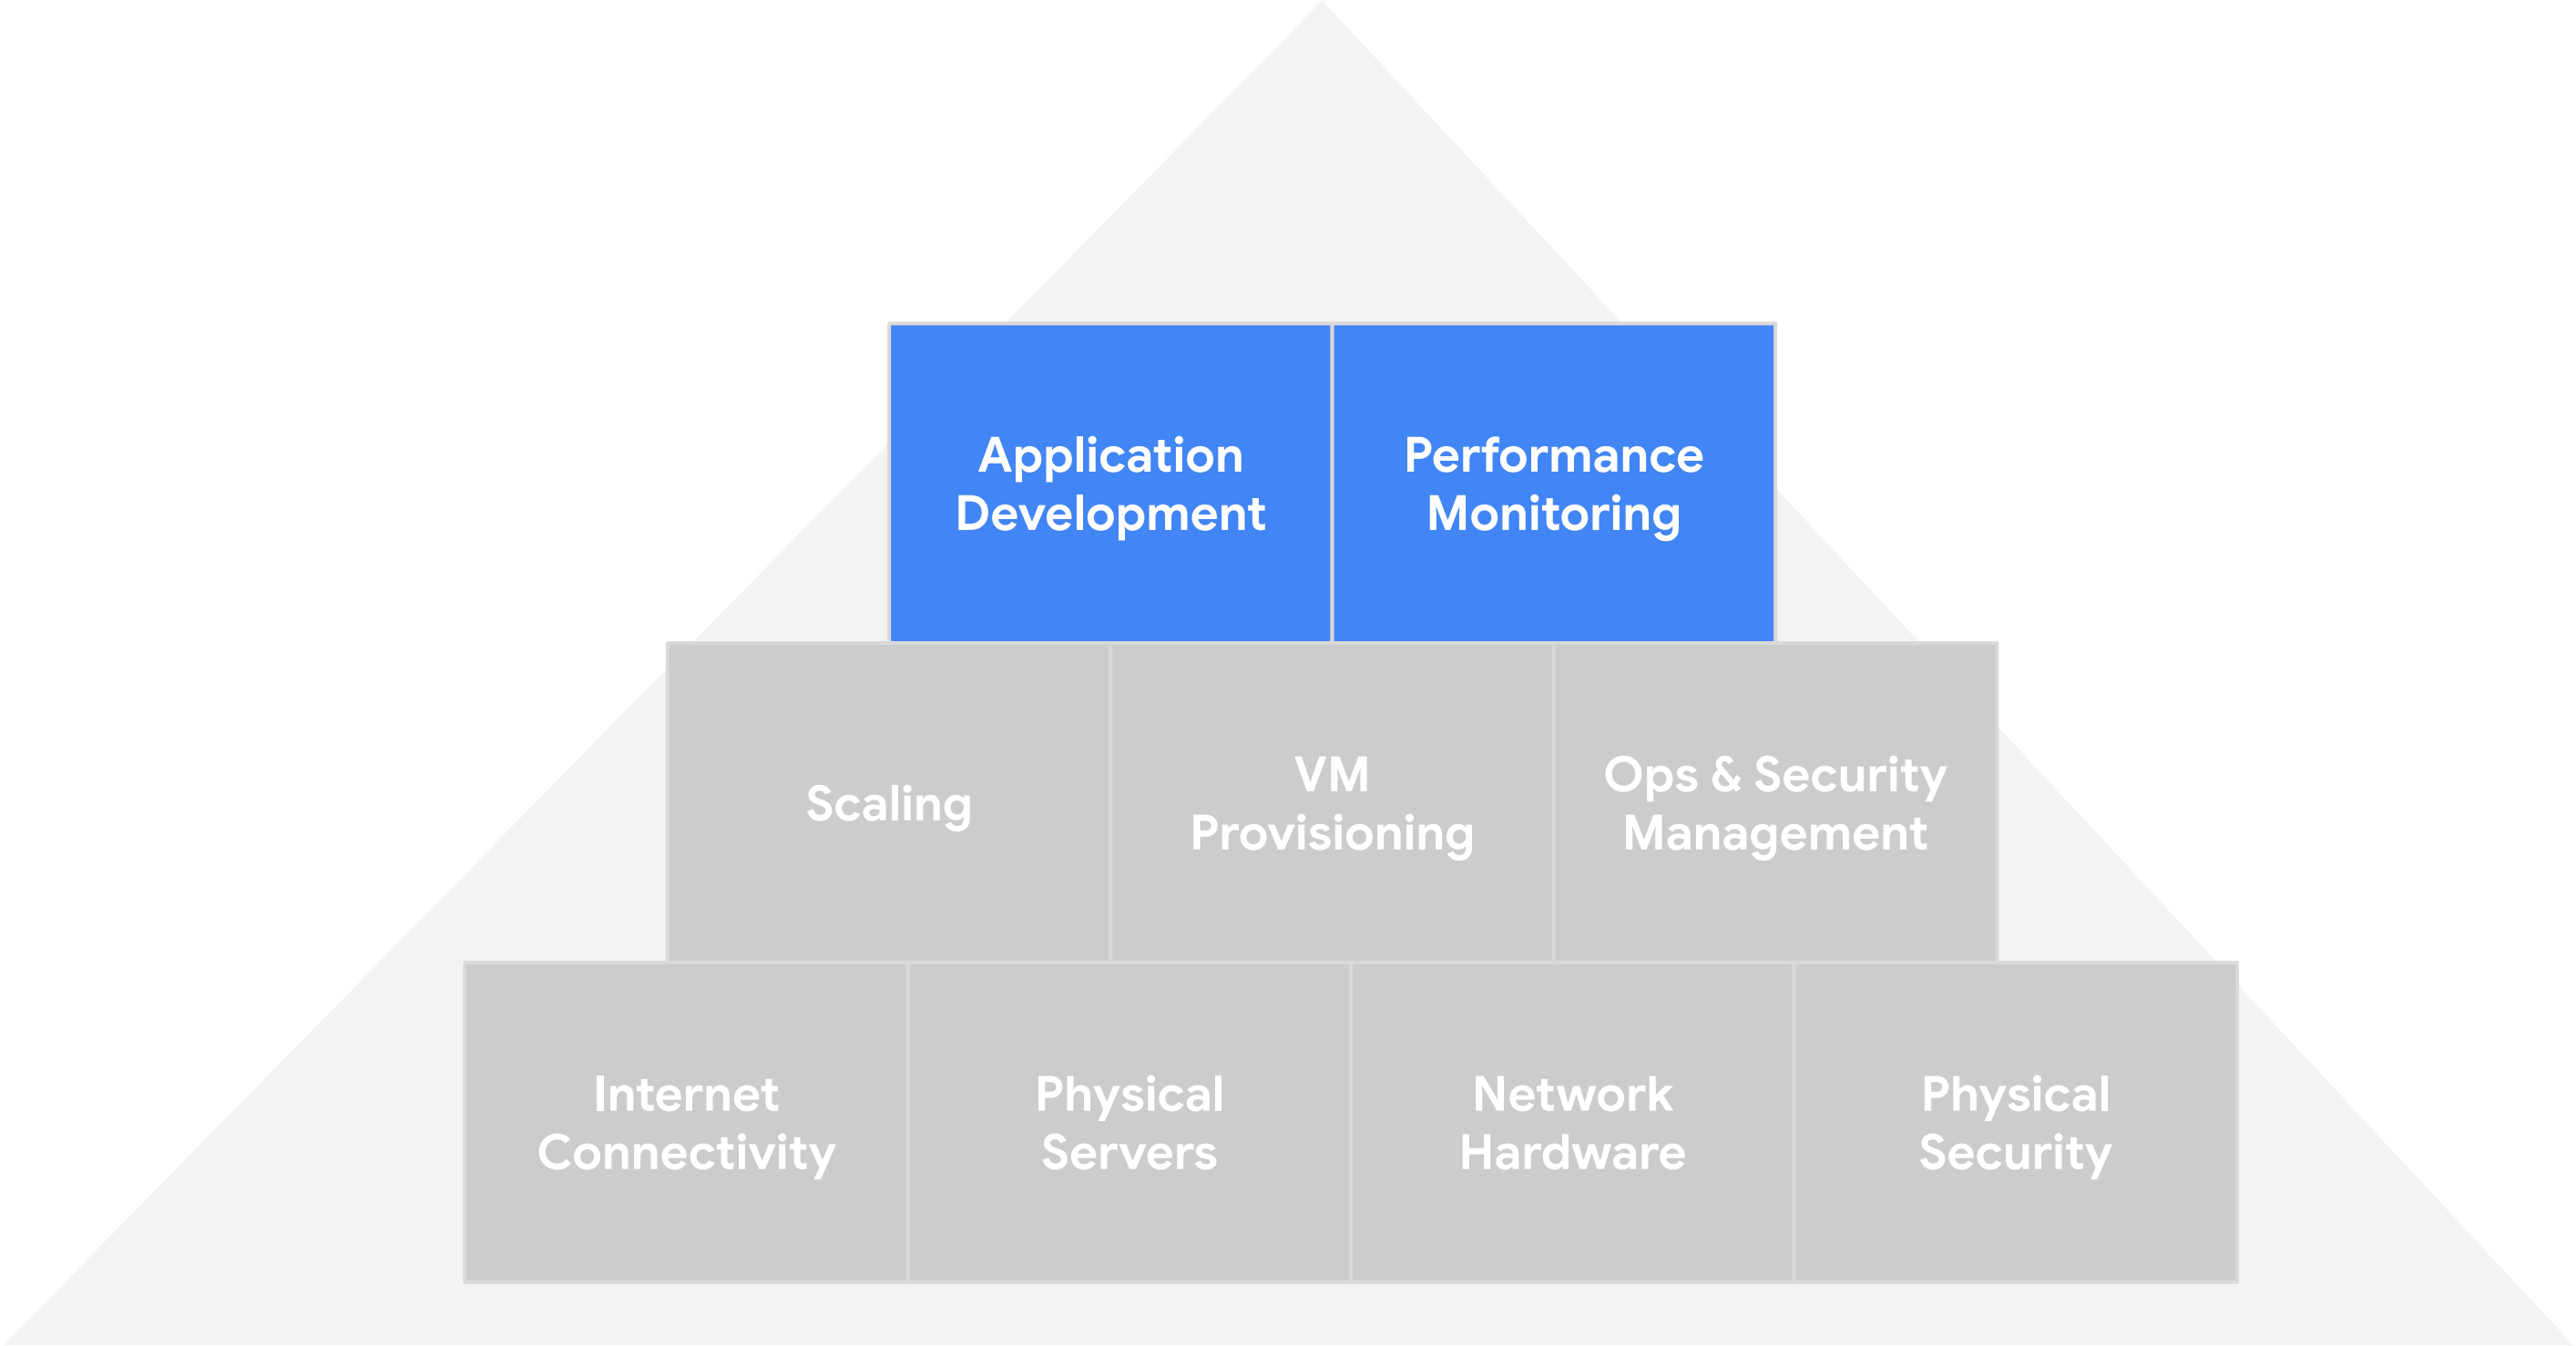 Application
Development
Performance
Monitoring
Scaling
VM
Provisioning
Ops & Security
Management
Internet
Connectivity
Physical
Servers
Network
Hardware
Physical
Security